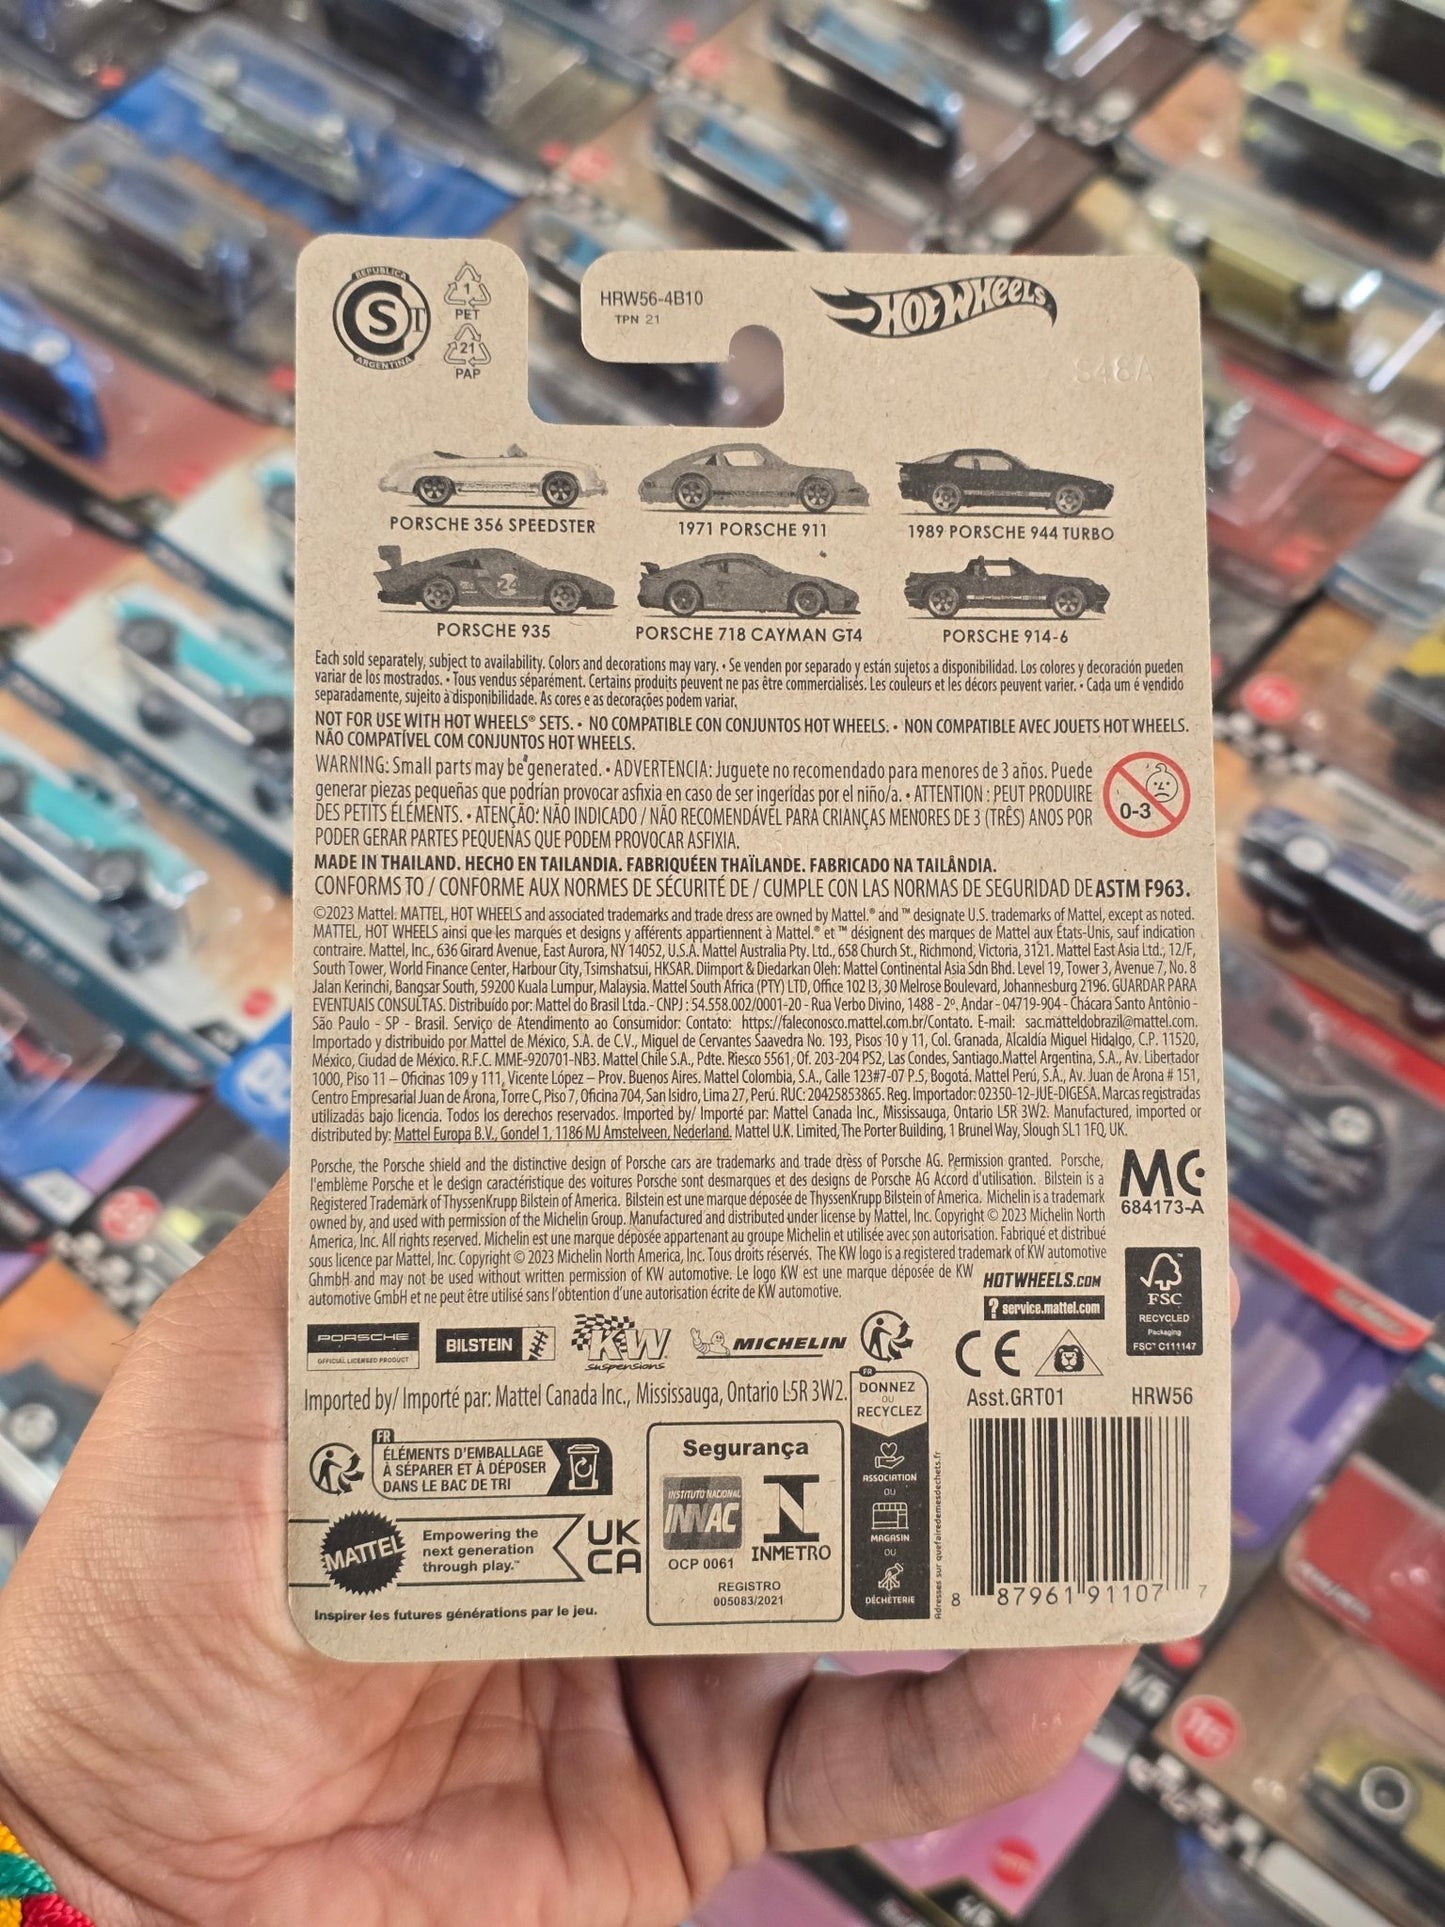 REPUBLICA
S I
ARGENTINA
1
PET
21
PAP
HRW56-4B10
TPN 21
HOT WHEELS
PORSCHE 356 SPEEDSTER
1971 PORSCHE 911
1989 PORSCHE 944 TURBO
24
PORSCHE 935
PORSCHE 718 CAYMAN GT4
PORSCHE 914-6
Each sold separately, subject to availability. Colors and decorations may vary. • Se venden por separado y están sujetos a disponibilidad. Los colores y decoración pueden
variar de los mostrados. • Tous vendus séparément. Certains produits peuvent ne pas être commercialisés. Les couleurs et les décors peuvent varier. • Cada um é vendido
separadamente, sujeito à disponibilidade. As cores e as decorações podem variar.
NOT FOR USE WITH HOT WHEELS® SETS. • NO COMPATIBLE CON CONJUNTOS HOT WHEELS. • NON COMPATIBLE AVEC JOUETS HOT WHEELS.
NÃO COMPATÍVEL COM CONJUNTOS HOT WHEELS.
WARNING: Small parts may be generated. • ADVERTENCIA: Juguete no recomendado para menores de 3 años. Puede
generar piezas pequeñas que podrían provocar asfixia en caso de ser ingeridas por el niño/a. • ATTENTION : PEUT PRODUIRE
DES PETITS ÉLÉMENTS. • ATENÇÃO: NÃO INDICADO / NÃO RECOMENDÁVEL PARA CRIANÇAS MENORES DE 3 (TRÊS) ANOS POR
PODER GERAR PARTES PEQUENAS QUE PODEM PROVOCAR ASFIXIA.
0-3
MADE IN THAILAND. HECHO EN TAILANDIA. FABRIQUÉ EN THAÏLANDE. FABRICADO NA TAILÂNDIA.
CONFORMS TO / CONFORME AUX NORMES DE SÉCURITÉ DE / CUMPLE CON LAS NORMAS DE SEGURIDAD DE ASTM F963.
©2023 Mattel. MATTEL, HOT WHEELS and associated trademarks and trade dress are owned by Mattel.® and ™ designate U.S. trademarks of Mattel, except as noted.
MATTEL, HOT WHEELS ainsi que les marques et designs y afférents appartiennent à Mattel.® et ™ désignent des marques de Mattel aux États-Unis, sauf indication
contraire. Mattel, Inc., 636 Girard Avenue, East Aurora, NY 14052, U.S.A. Mattel Australia Pty. Ltd., 658 Church St., Richmond, Victoria, 3121. Mattel East Asia Ltd., 12/F,
South Tower, World Finance Center, Harbour City, Tsimshatsui, HKSAR. Diimport & Diedarkan Oleh: Mattel Continental Asia Sdn Bhd. Level 19, Tower 3, Avenue 7, No. 8
Jalan Kerinchi, Bangsar South, 59200 Kuala Lumpur, Malaysia. Mattel South Africa (PTY) LTD, Office 102 I3, 30 Melrose Boulevard, Johannesburg 2196. GUARDAR PARA
EVENTUAIS CONSULTAS. Distribuído por: Mattel do Brasil Ltda.- CNPJ : 54.558.002/0001-20 - Rua Verbo Divino, 1488 - 2º. Andar - 04719-904 - Chácara Santo Antônio -
São Paulo - SP - Brasil. Serviço de Atendimento ao Consumidor: Contato: https://faleconosco.mattel.com.br/Contato. E-mail: sac.matteldobrazil@mattel.com.
Importado y distribuido por Mattel de México, S.A. de C.V., Miguel de Cervantes Saavedra No. 193, Pisos 10 y 11, Col. Granada, Alcaldía Miguel Hidalgo, C.P. 11520,
México, Ciudad de México. R.F.C. MME-920701-NB3. Mattel Chile S.A., Pdte. Riesco 5561, Of. 203-204 PS2, Las Condes, Santiago.Mattel Argentina, S.A., Av. Libertador
1000, Piso 11 – Oficinas 109 y 111, Vicente López – Prov. Buenos Aires. Mattel Colombia, S.A., Calle 123#7-07 P.5, Bogotá. Mattel Perú, S.A., Av. Juan de Arona # 151,
Centro Empresarial Juan de Arona, Torre C, Piso 7, Oficina 704, San Isidro, Lima 27, Perú. RUC: 20425853865. Reg. Importador: 02350-12-JUE-DIGESA. Marcas registradas
utilizadas bajo licencia. Todos los derechos reservados. Imported by/ Importé par: Mattel Canada Inc., Mississauga, Ontario L5R 3W2. Manufactured, imported or
distributed by: Mattel Europa B.V., Gondel 1, 1186 MJ Amstelveen, Nederland. Mattel U.K. Limited, The Porter Building, 1 Brunel Way, Slough SL1 1FQ, UK.
Porsche, the Porsche shield and the distinctive design of Porsche cars are trademarks and trade dress of Porsche AG. Permission granted. Porsche,
l'emblème Porsche et le design caractéristique des voitures Porsche sont desmarques et des designs de Porsche AG Accord d'utilisation. Bilstein is a
Registered Trademark of ThyssenKrupp Bilstein of America. Bilstein est une marque déposée de ThyssenKrupp Bilstein of America. Michelin is a trademark
owned by, and used with permission of the Michelin Group. Manufactured and distributed under license by Mattel, Inc. Copyright © 2023 Michelin North
America, Inc. All rights reserved. Michelin est une marque déposée appartenant au groupe Michelin et utilisée avec son autorisation. Fabriqué et distribué
sous licence par Mattel, Inc. Copyright © 2023 Michelin North America, Inc. Tous droits réservés. The KW logo is a registered trademark of KW automotive
GhmbH and may not be used without written permission of KW automotive. Le logo KW est une marque déposée de KW
automotive GmbH et ne peut être utilisé sans l'obtention d'une autorisation écrite de KW automotive.
MC
684173-A
HOTWHEELS.COM
? service.mattel.com
FSC
RECYCLED
Packaging
FSC™ C111147
PORSCHE
OFFICIAL LICENSED PRODUCT
BILSTEIN
KW
suspensions
MICHELIN
CE
Imported by/ Importé par: Mattel Canada Inc., Mississauga, Ontario L5R 3W2.
FR
DONNEZ
OU
RECYCLEZ
ASSOCIATION
OU
MAGASIN
OU
DÉCHÈTERIE
Adresses sur quefairedemesdechets.fr
Asst.GRT01 HRW56
8 87961 91107 7
FR
ÉLÉMENTS D'EMBALLAGE
À SÉPARER ET À DÉPOSER
DANS LE BAC DE TRI
MATTEL
Empowering the
next generation
through play.™
UK
CA
Inspirer les futures générations par le jeu.
Segurança
INSTITUTO NACIONAL
INNAC
OCP 0061
INMETRO
REGISTRO
005083/2021